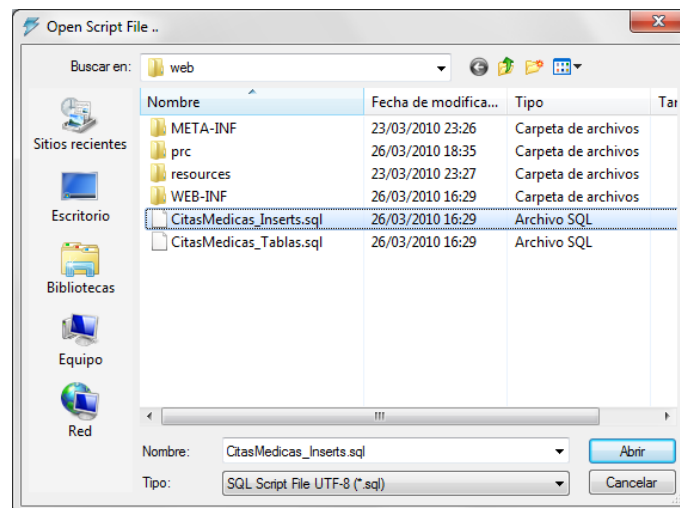 Open Script File ..
Buscar en: web
Nombre Fecha de modifica... Tipo Tar
META-INF 23/03/2010 23:26 Carpeta de archivos
prc 26/03/2010 18:35 Carpeta de archivos
resources 23/03/2010 23:27 Carpeta de archivos
WEB-INF 26/03/2010 16:29 Carpeta de archivos
CitasMedicas_Inserts.sql 26/03/2010 16:29 Archivo SQL
CitasMedicas_Tablas.sql 26/03/2010 16:29 Archivo SQL
Sitios recientes
Escritorio
Bibliotecas
Equipo
Red
Nombre: CitasMedicas_Inserts.sql Abrir
Tipo: SQL Script File UTF-8 (*.sql) Cancelar